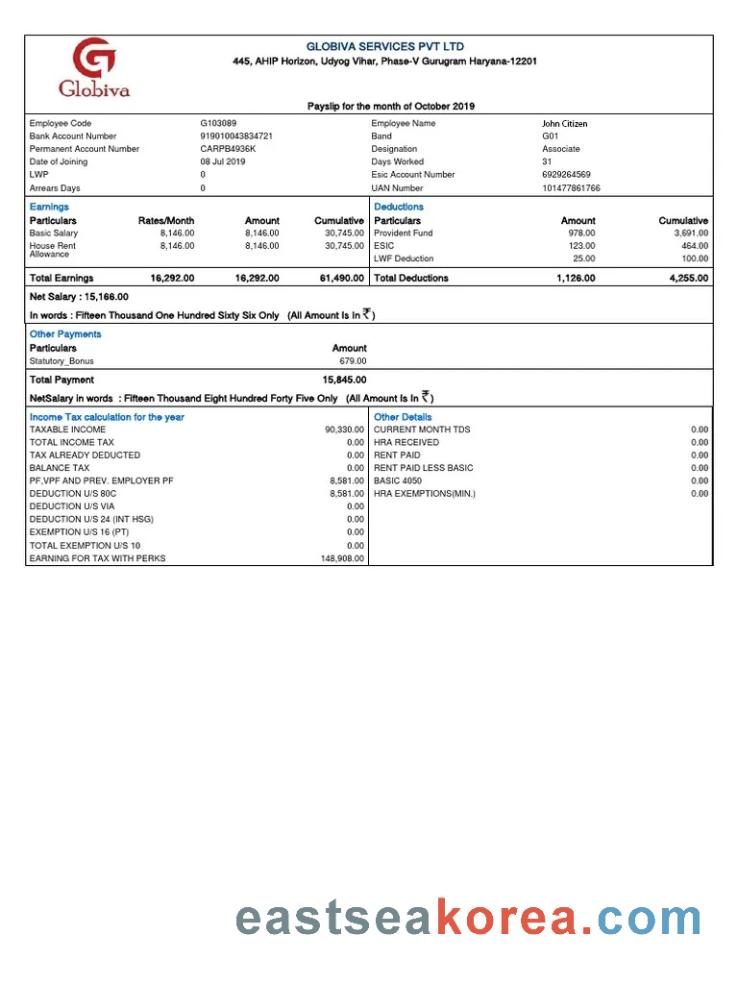 GLOBIVA SERVICES PVT LTD
445, AHIP Horizon, Udyog Vihar, Phase-V Gurugram Haryana-12201
G
Globiva
Payslip for the month of October 2019
Employee Code G103089 Employee Name John Citizen
Bank Account Number 919010043834721 Band G01
Permanent Account Number CARPB4936K Designation Associate
Date of Joining 08 Jul 2019 Days Worked 31
LWP 0 Esic Account Number 6929264569
Arrears Days 0 UAN Number 101477861766
Earnings Deductions
Particulars Rates/Month Amount Cumulative Particulars Amount Cumulative
Basic Salary 8,146.00 8,146.00 30,745.00 Provident Fund 978.00 3,691.00
House Rent Allowance 8,146.00 8,146.00 30,745.00 ESIC 123.00 464.00
LWF Deduction 25.00 100.00
Total Earnings 16,292.00 16,292.00 61,490.00 Total Deductions 1,126.00 4,255.00
Net Salary : 15,166.00
In words : Fifteen Thousand One Hundred Sixty Six Only (All Amount Is In ₹)
Other Payments
Particulars Amount
Statutory_Bonus 679.00
Total Payment 15,845.00
NetSalary in words : Fifteen Thousand Eight Hundred Forty Five Only (All Amount Is In ₹)
Income Tax calculation for the year Other Details
TAXABLE INCOME 90,330.00 CURRENT MONTH TDS 0.00
TOTAL INCOME TAX 0.00 HRA RECEIVED 0.00
TAX ALREADY DEDUCTED 0.00 RENT PAID 0.00
BALANCE TAX 0.00 RENT PAID LESS BASIC 0.00
PF,VPF AND PREV. EMPLOYER PF 8,581.00 BASIC 4050 0.00
DEDUCTION U/S 80C 8,581.00 HRA EXEMPTIONS(MIN.) 0.00
DEDUCTION U/S VIA 0.00
DEDUCTION U/S 24 (INT HSG) 0.00
EXEMPTION U/S 16 (PT) 0.00
TOTAL EXEMPTION U/S 10 0.00
EARNING FOR TAX WITH PERKS 148,908.00
eastseakorea.com